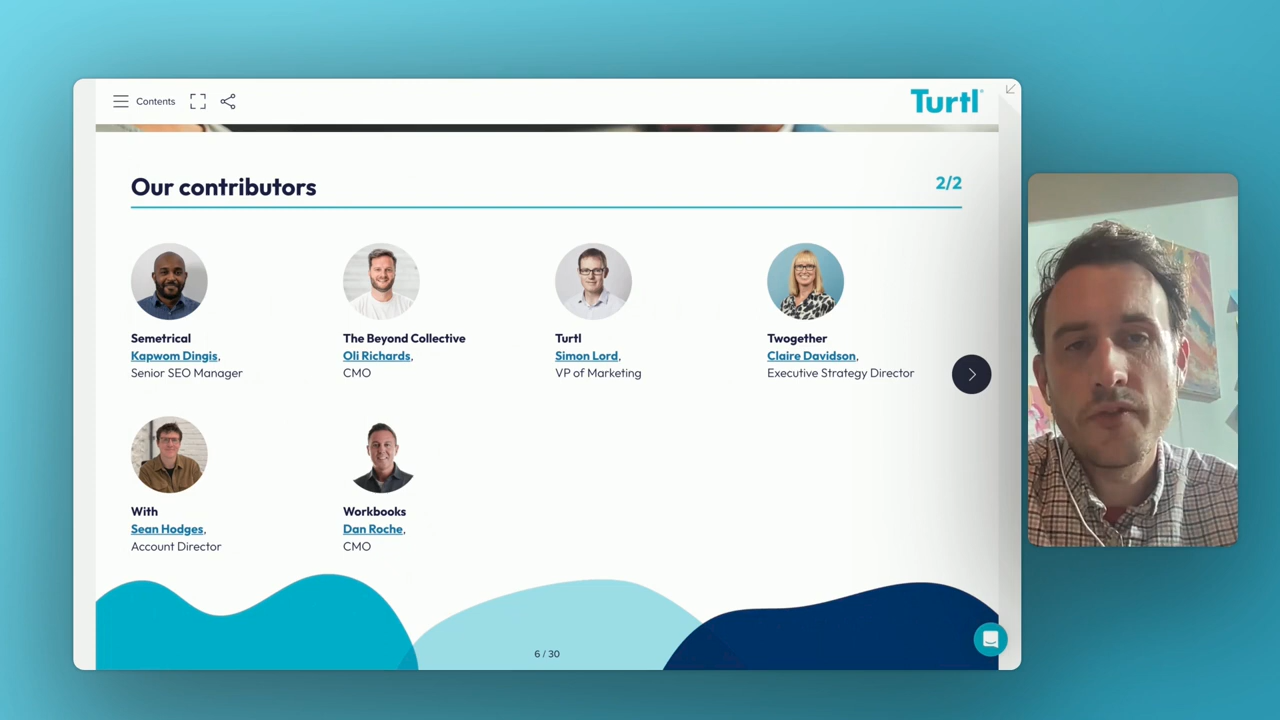 Contents
Turtl
Our contributors
2/2
Semetrical
Kapwom Dingis,
Senior SEO Manager
The Beyond Collective
Oli Richards,
CMO
Turtl
Simon Lord,
VP of Marketing
Twogether
Claire Davidson,
Executive Strategy Director
With
Sean Hodges,
Account Director
Workbooks
Dan Roche,
CMO
6 / 30